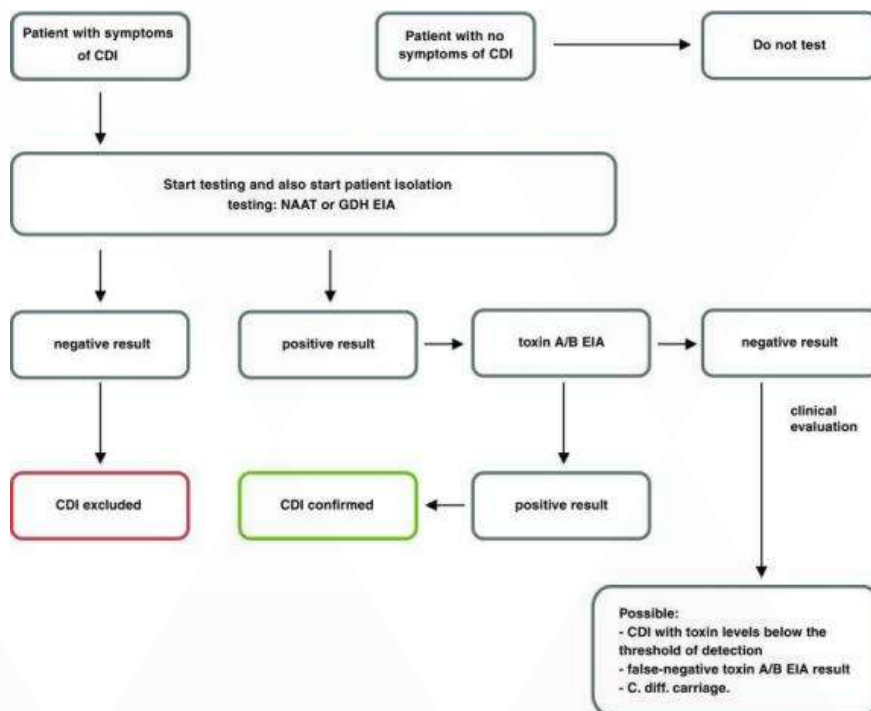 Patient with symptoms
of CDI
Patient with no
symptoms of CDI
Do not test
Start testing and also start patient isolation
testing: NAAT or GDH EIA
negative result
positive result
toxin A/B EIA
negative result
clinical
evaluation
CDI excluded
CDI confirmed
positive result
Possible:
- CDI with toxin levels below the
threshold of detection
- false-negative toxin A/B EIA result
- C. diff. carriage.